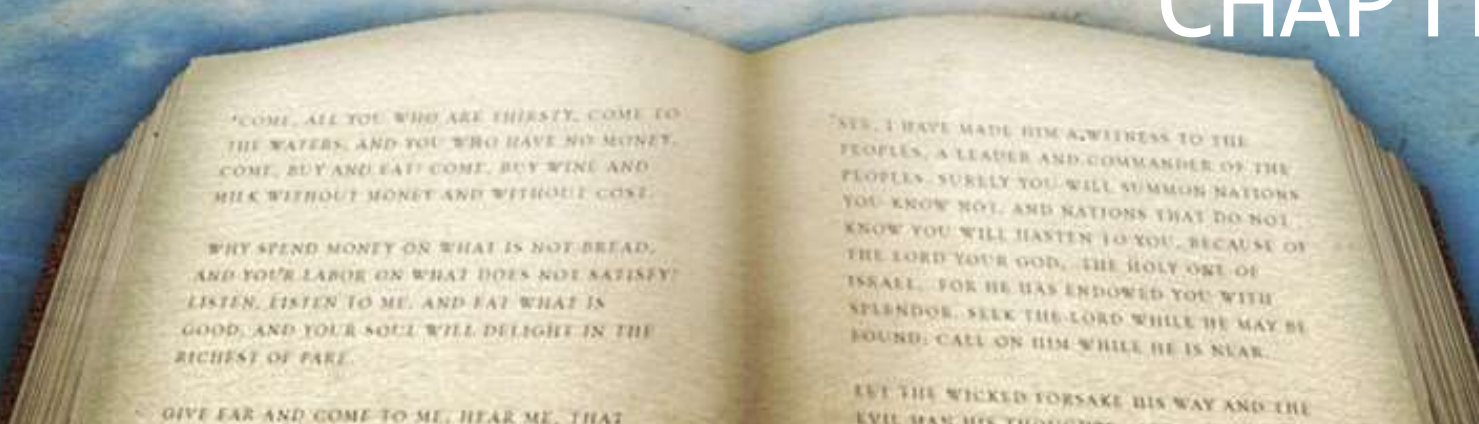 CHAPT
"COME, ALL YOU WHO ARE THIRSTY, COME TO
THE WATERS, AND YOU WHO HAVE NO MONEY,
COME, BUY AND EAT! COME, BUY WINE AND
MILK WITHOUT MONEY AND WITHOUT COST.
WHY SPEND MONEY ON WHAT IS NOT BREAD,
AND YOUR LABOR ON WHAT DOES NOT SATISFY?
LISTEN, LISTEN TO ME, AND EAT WHAT IS
GOOD, AND YOUR SOUL WILL DELIGHT IN THE
RICHEST OF FARE.
GIVE EAR AND COME TO ME, HEAR ME, THAT
"SEE, I HAVE MADE HIM A WITNESS TO THE
PEOPLES, A LEADER AND COMMANDER OF THE
PEOPLES. SURELY YOU WILL SUMMON NATIONS
YOU KNOW NOT, AND NATIONS THAT DO NOT
KNOW YOU WILL HASTEN TO YOU, BECAUSE OF
THE LORD YOUR GOD, THE HOLY ONE OF
ISRAEL, FOR HE HAS ENDOWED YOU WITH
SPLENDOR. SEEK THE LORD WHILE HE MAY BE
FOUND; CALL ON HIM WHILE HE IS NEAR.
LET THE WICKED FORSAKE HIS WAY AND THE
EVIL MAN HIS THOUGHTS